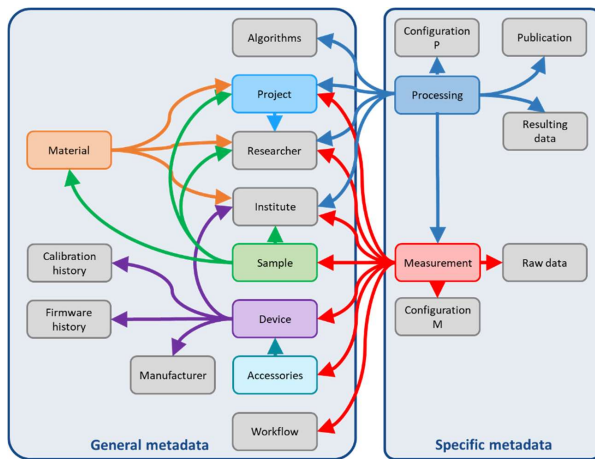 Algorithms
Configuration
P
Publication
Project
Processing
Material
Researcher
Resulting
data
Institute
Calibration
history
Sample
Measurement
Raw data
Firmware
history
Device
Configuration
M
Manufacturer
Accessories
Workflow
General metadata
Specific metadata